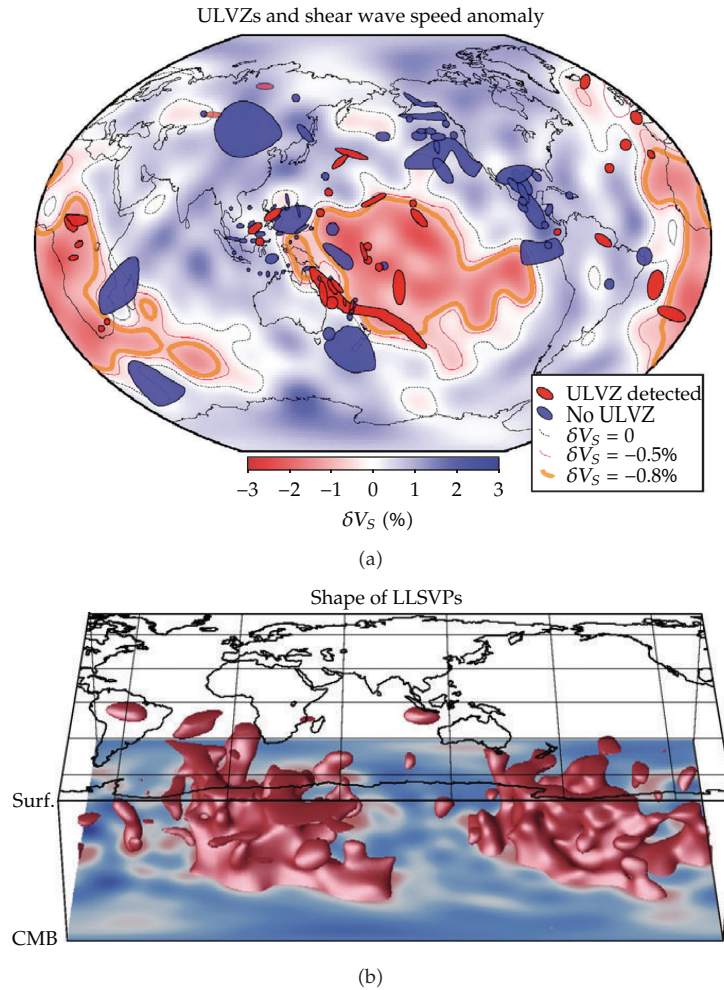 ULVZs and shear wave speed anomaly
ULVZ detected
No ULVZ
δV_S = 0
δV_S = −0.5%
δV_S = −0.8%
−3 −2 −1 0 1 2 3
δV_S (%)
(a)
Shape of LLSVPs
Surf.
CMB
(b)